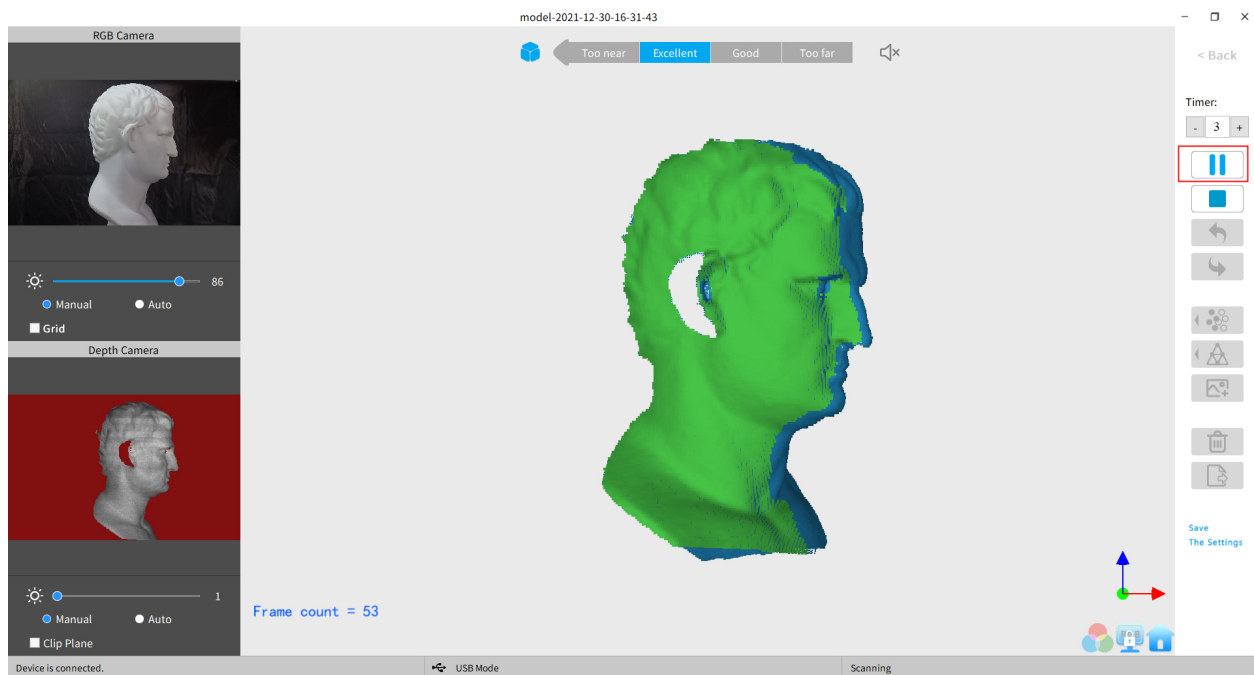 model-2021-12-30-16-31-43
RGB Camera
Too near
Excellent
Good
Too far
< Back
Timer:
- 3 +
86
Manual
Auto
Grid
Depth Camera
Save
The Settings
1
Manual
Auto
Clip Plane
Frame count = 53
Device is connected.
USB Mode
Scanning